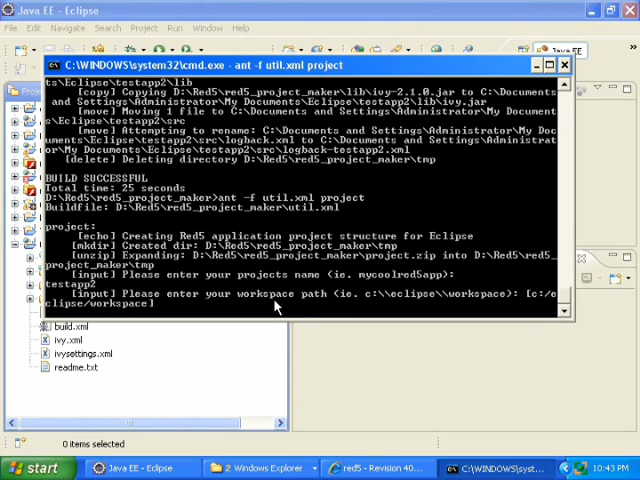 Java EE - Eclipse
File Edit Navigate Search Project Run Window Help
Java EE
C:\WINDOWS\system32\cmd.exe - ant -f util.xml project
ts\Eclipse\testapp2\lib
[copy] Copying D:\Red5\red5_project_maker\lib\ivy-2.1.0.jar to C:\Documents
and Settings\Administrator\My Documents\Eclipse\testapp2\lib\ivy.jar
[move] Moving 1 file to C:\Documents and Settings\Administrator\My Documents
\Eclipse\testapp2\src
[move] Attempting to rename: C:\Documents and Settings\Administrator\My Doc
uments\Eclipse\testapp2\src\logback.xml to C:\Documents and Settings\Administrat
or\My Documents\Eclipse\testapp2\src\logback-testapp2.xml
[delete] Deleting directory D:\Red5\red5_project_maker\tmp
BUILD SUCCESSFUL
Total time: 25 seconds
D:\Red5\red5_project_maker>ant -f util.xml project
Buildfile: D:\Red5\red5_project_maker\util.xml
project:
[echo] Creating Red5 application project structure for Eclipse
[mkdir] Created dir: D:\Red5\red5_project_maker\tmp
[unzip] Expanding: D:\Red5\red5_project_maker\project.zip into D:\Red5\red5_
project_maker\tmp
[input] Please enter your projects name (ie. mycoolred5app):
testapp2
[input] Please enter your workspace path (ie. c:\\eclipse\\workspace): [c:/e
clipse/workspace]
build.xml
ivy.xml
ivysettings.xml
readme.txt
0 items selected
start
Java EE - Eclipse
2 Windows Explorer
red5 - Revision 40...
C:\WINDOWS\syst...
10:43 PM